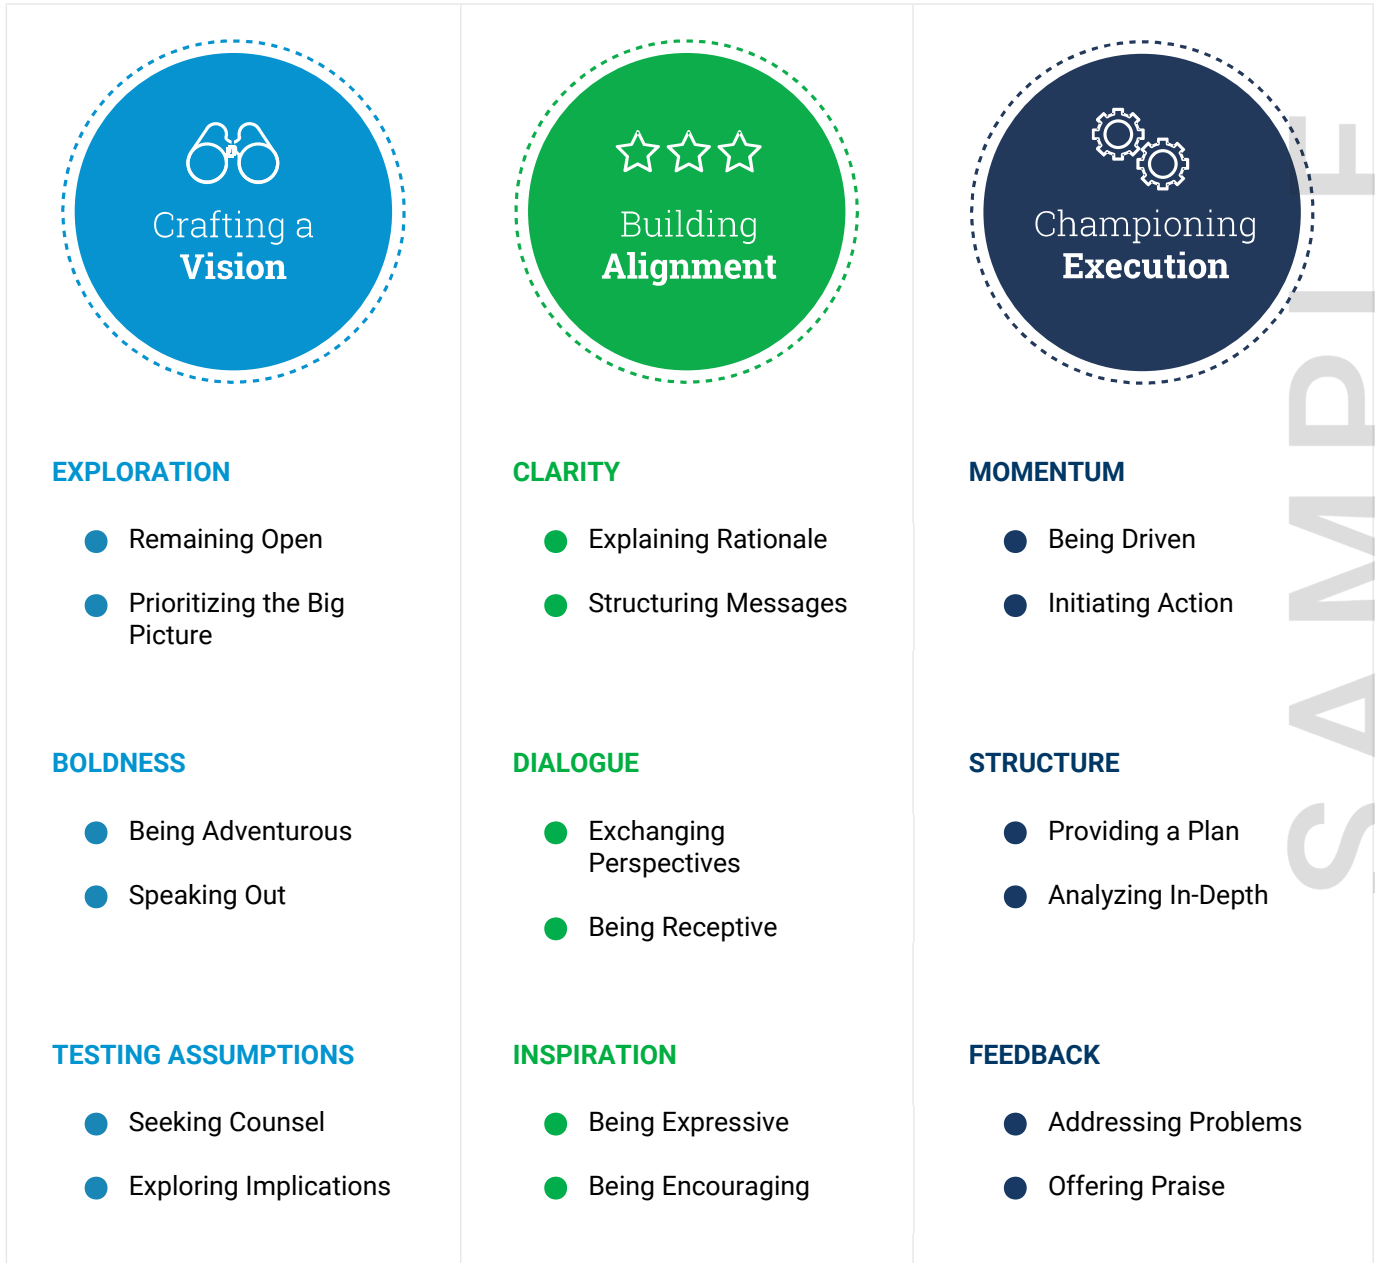 Crafting a
Vision
EXPLORATION
Remaining Open
Prioritizing the Big
Picture
BOLDNESS
Being Adventurous
Speaking Out
TESTING ASSUMPTIONS
Seeking Counsel
Exploring Implications
Building
Alignment
CLARITY
Explaining Rationale
Structuring Messages
DIALOGUE
Exchanging
Perspectives
Being Receptive
INSPIRATION
Being Expressive
Being Encouraging
Championing
Execution
MOMENTUM
Being Driven
Initiating Action
STRUCTURE
Providing a Plan
Analyzing In-Depth
FEEDBACK
Addressing Problems
Offering Praise
SAMPLE